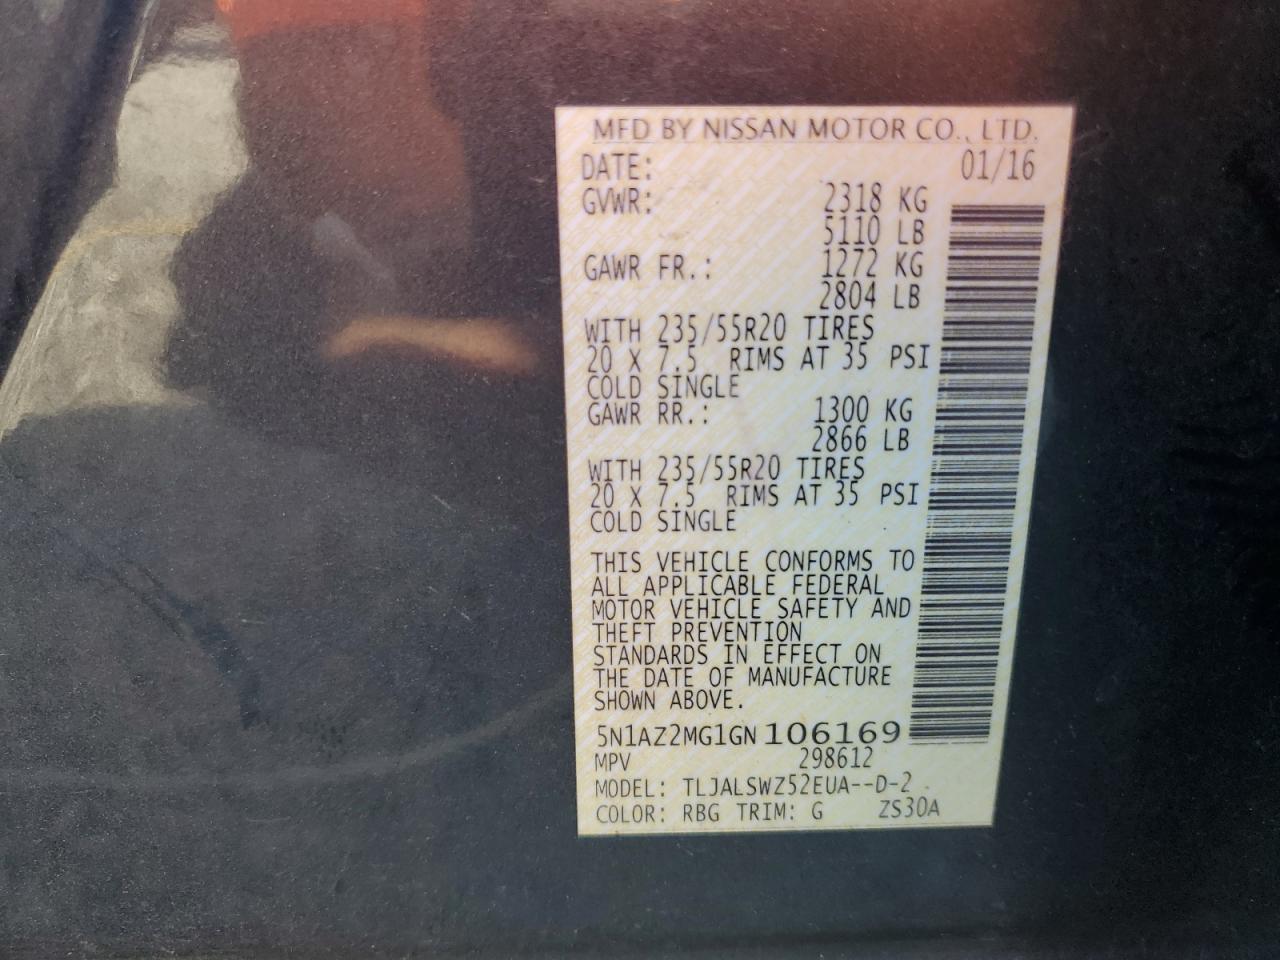 MFD BY NISSAN MOTOR CO., LTD.
DATE: 01/16
GVWR: 2318 KG
5110 LB
GAWR FR.: 1272 KG
2804 LB
WITH 235/55R20 TIRES
20 X 7.5 RIMS AT 35 PSI
COLD SINGLE
GAWR RR.: 1300 KG
2866 LB
WITH 235/55R20 TIRES
20 X 7.5 RIMS AT 35 PSI
COLD SINGLE
THIS VEHICLE CONFORMS TO
ALL APPLICABLE FEDERAL
MOTOR VEHICLE SAFETY AND
THEFT PREVENTION
STANDARDS IN EFFECT ON
THE DATE OF MANUFACTURE
SHOWN ABOVE.
5N1AZ2MG1GN 106169
MPV 298612
MODEL: TLJALSWZ52EUA--D-2
COLOR: RBG TRIM: G ZS30A